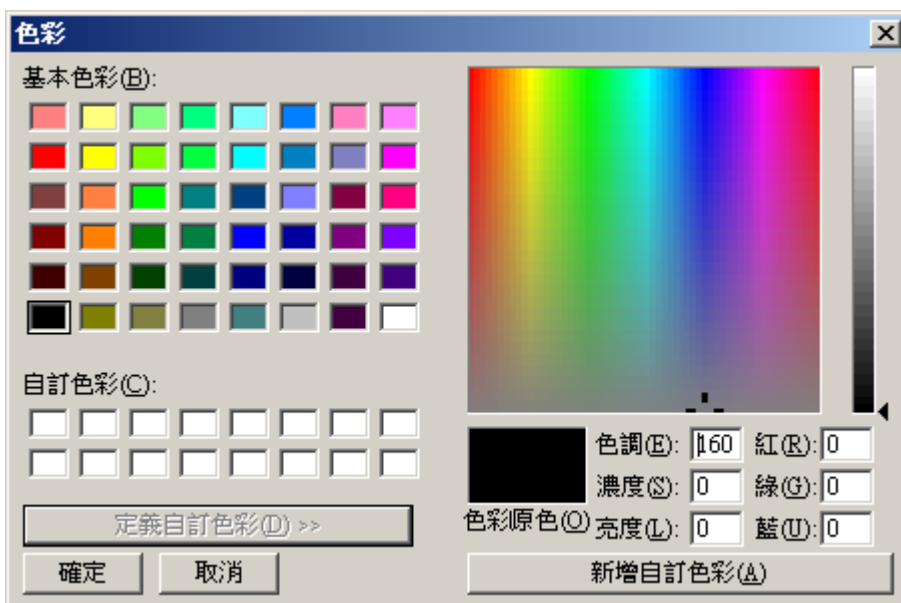 色彩
基本色彩(B):
自訂色彩(C):
定義自訂色彩(D) >>
確定 取消
色彩|原色(O)
色調(E): 160 紅(R): 0
濃度(S): 0 綠(G): 0
亮度(L): 0 藍(U): 0
新增自訂色彩(A)